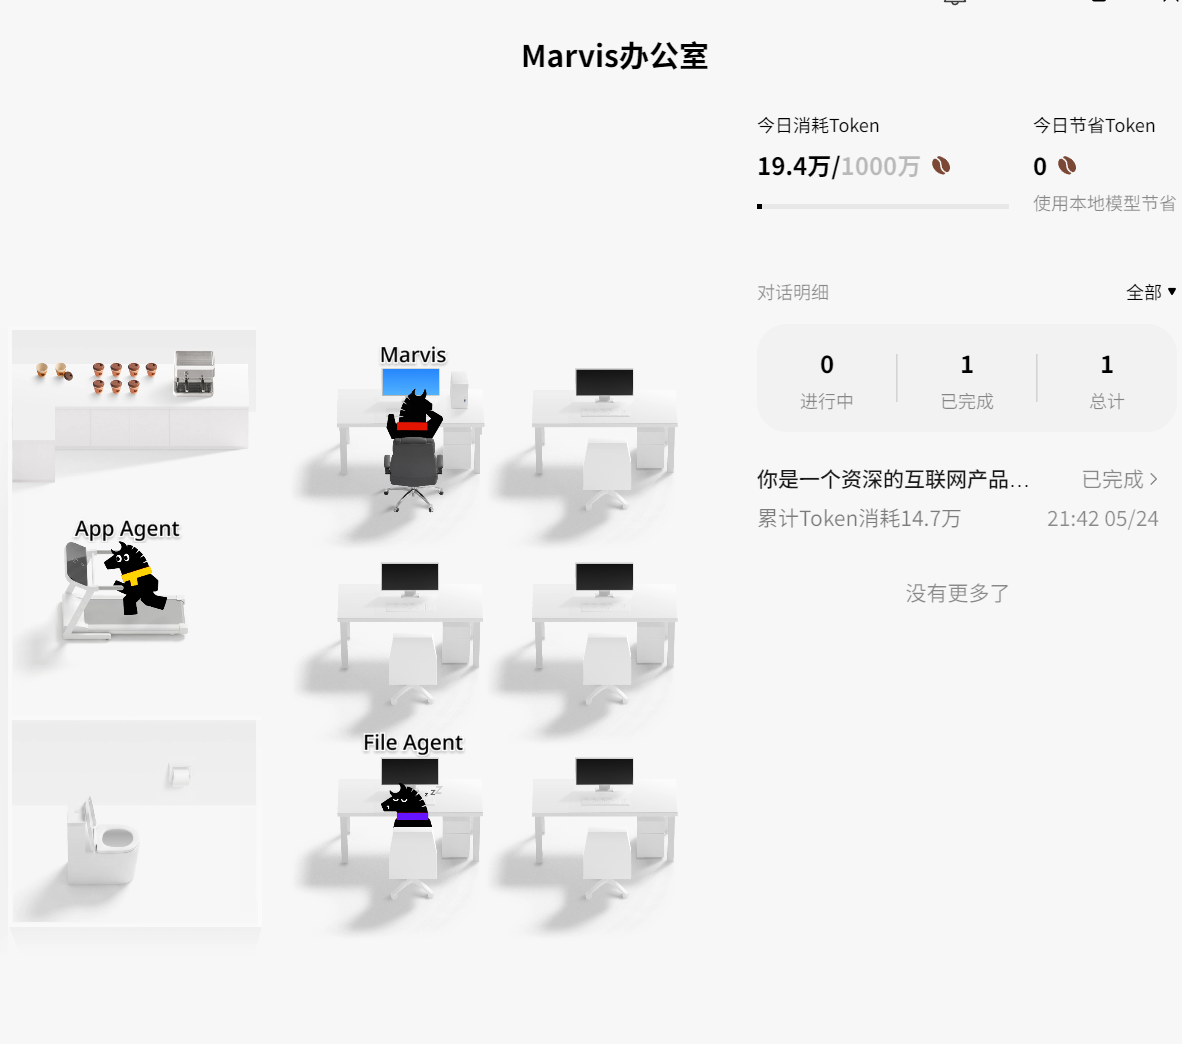 Marvis办公室
今日消耗Token
19.4万/1000万
今日节省Token
0
使用本地模型节省
对话明细
全部
0
进行中
1
已完成
1
总计
你是一个资深的互联网产品...
已完成
累计Token消耗14.7万
21:42 05/24
没有更多了
Marvis
App Agent
File Agent
z z Z